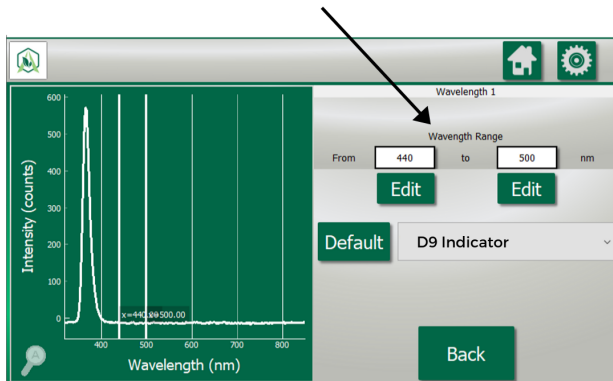 Wavelength 1
Wavength Range
From 440 to 500 nm
Edit Edit
Default D9 Indicator
Back
Intensity (counts)
600
500
400
300
200
100
0
400 500 600 700 800
Wavelength (nm)